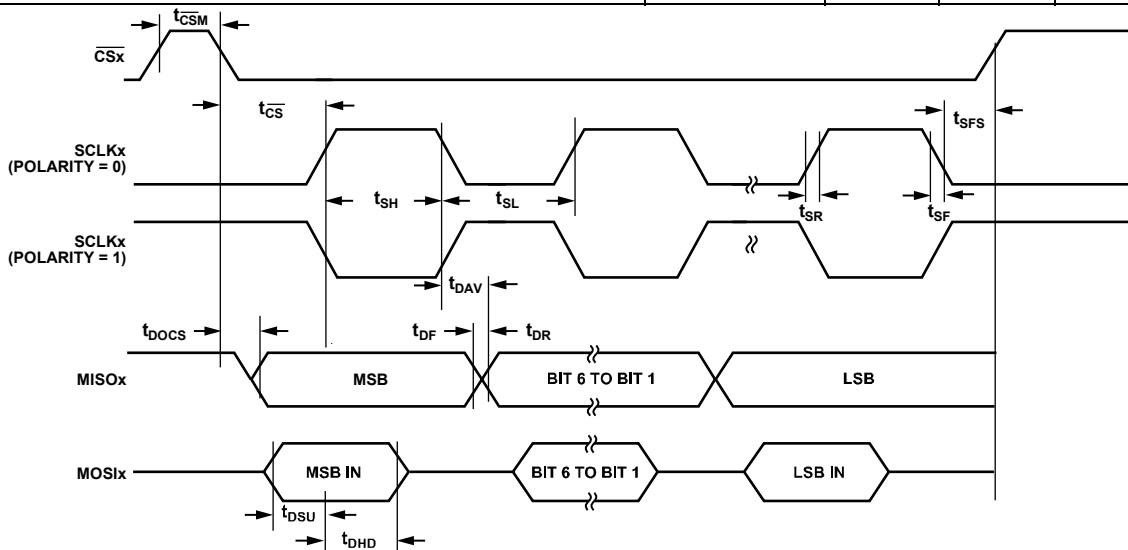 tCSM
CSx
tCS
tSFS
SCLKx
(POLARITY = 0)
tSH
tSL
tSR
tSF
SCLKx
(POLARITY = 1)
tDAV
tDOCS
tDF
tDR
MISOx
MSB
BIT 6 TO BIT 1
LSB
MOSIx
MSB IN
BIT 6 TO BIT 1
LSB IN
tDSU
tDHD